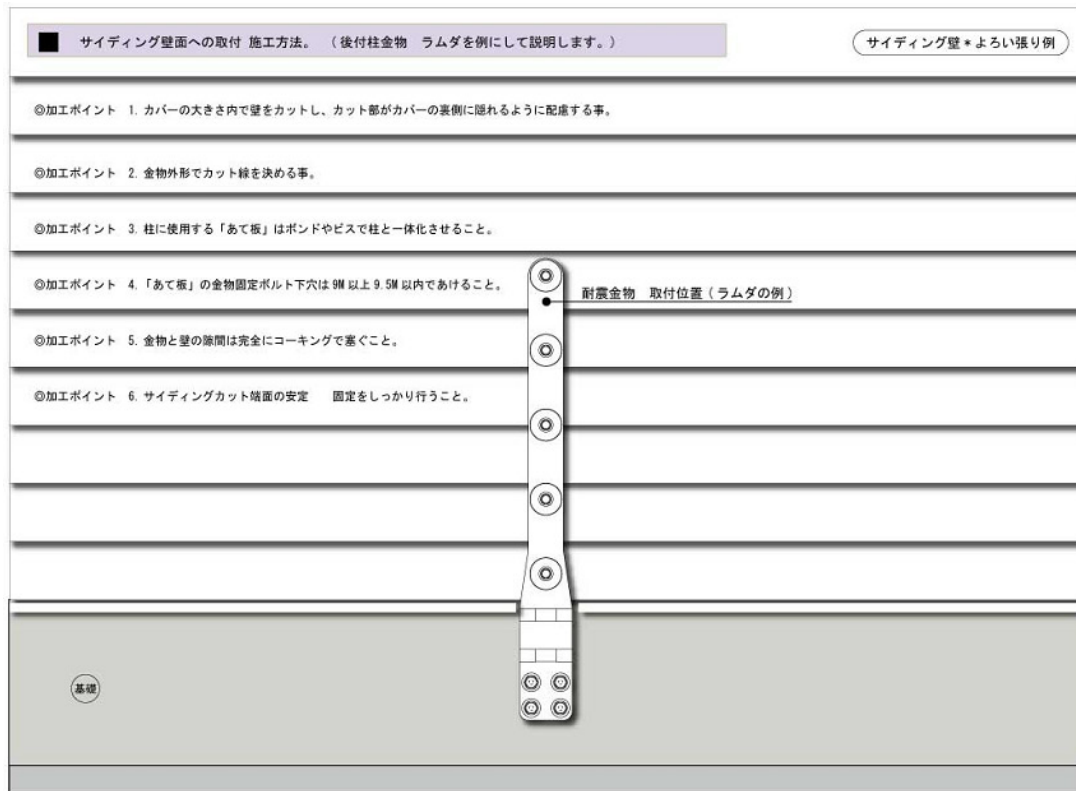 ■ サイディング壁面への取付 施工方法。 (後付柱金物 ラムダを例にして説明します。)
サイディング壁*よろい張り例
◎加工ポイント 1. カバーの大きさ内で壁をカットし、カット部がカバーの裏側に隠れるように配慮する事。
◎加工ポイント 2. 金物外形でカット線を決める事。
◎加工ポイント 3. 柱に使用する「あて板」はボンドやビスで柱と一体化させること。
◎加工ポイント 4. 「あて板」の金物固定ボルト下穴は9M以上9.5M以内であけること。
耐震金物 取付位置(ラムダの例)
◎加工ポイント 5. 金物と壁の隙間は完全にコーキングで塞ぐこと。
◎加工ポイント 6. サイディングカット端面の安定 固定をしっかり行うこと。
基礎